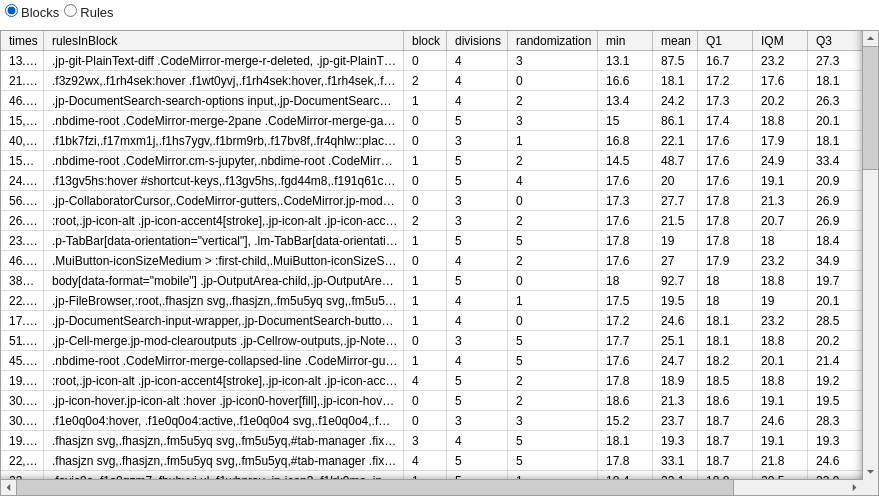 Blocks Rules
times rulesInBlock block divisions randomization min mean Q1 IQM Q3
13.… .jp-git-PlainText-diff .CodeMirror-merge-r-deleted, .jp-git-PlainT… 0 4 3 13.1 87.5 16.7 23.2 27.3
21.… .f3z92wx,.f1rh4sek:hover .f1wt0yvj,.f1rh4sek:hover,.f1rh4sek,.f… 2 4 0 16.6 18.1 17.2 17.6 18.1
46.… .jp-DocumentSearch-search-options input,.jp-DocumentSearc… 1 4 2 13.4 24.2 17.3 20.2 26.3
15,… .nbdime-root .CodeMirror-merge-2pane .CodeMirror-merge-ga… 0 5 3 15 86.1 17.4 18.8 20.1
40,… .f1bk7fzi,.f17mxm1j,.f1hs7ygv,.f1brm9rb,.f17bv8f,.fr4qhlw::plac… 0 3 1 16.8 22.1 17.6 17.9 18.1
15… .nbdime-root .CodeMirror.cm-s-jupyter,.nbdime-root .CodeMirr… 1 5 2 14.5 48.7 17.6 24.9 33.4
24.… .f13gv5hs:hover #shortcut-keys,.f13gv5hs,.fgd44m8,.f191q61c… 0 5 4 17.6 20 17.6 19.1 20.9
56.… .jp-CollaboratorCursor,.CodeMirror-gutters,.CodeMirror.jp-mod… 0 3 0 17.3 27.7 17.8 21.3 26.9
26.… :root,.jp-icon-alt .jp-icon-accent4[stroke],.jp-icon-alt .jp-icon-acc… 2 3 2 17.6 21.5 17.8 20.7 26.9
23.… .p-TabBar[data-orientation="vertical"], .lm-TabBar[data-orientati… 1 5 5 17.8 19 17.8 18 18.4
46.… .MuiButton-iconSizeMedium > :first-child,.MuiButton-iconSizeS… 0 4 2 17.6 27 17.9 23.2 34.9
38… body[data-format="mobile"] .jp-OutputArea-child,.jp-OutputAre… 1 5 0 18 92.7 18 18.8 19.7
22.… .jp-FileBrowser,:root,.fhasjzn svg,.fhasjzn,.fm5u5yq svg,.fm5u5… 1 4 1 17.5 19.5 18 19 20.1
17.… .jp-DocumentSearch-input-wrapper,.jp-DocumentSearch-butto… 1 4 0 17.2 24.6 18.1 23.2 28.5
51.… .jp-Cell-merge.jp-mod-clearoutputs .jp-Cellrow-outputs,.jp-Note… 0 3 5 17.7 25.1 18.1 18.8 20.2
45.… .nbdime-root .CodeMirror-merge-collapsed-line .CodeMirror-gu… 1 4 5 17.6 24.7 18.2 20.1 21.4
19.… :root,.jp-icon-alt .jp-icon-accent4[stroke],.jp-icon-alt .jp-icon-acc… 4 5 2 17.8 18.9 18.5 18.8 19.2
30.… .jp-icon-hover.jp-icon-alt :hover .jp-icon0-hover[fill],.jp-icon-hov… 0 5 2 18.6 21.3 18.6 19.1 19.5
30.… .f1e0q0o4:hover, .f1e0q0o4:active,.f1e0q0o4 svg,.f1e0q0o4,.f… 0 3 3 15.2 23.7 18.7 24.6 28.3
19.… .fhasjzn svg,.fhasjzn,.fm5u5yq svg,.fm5u5yq,#tab-manager .fix… 3 4 5 18.1 19.3 18.7 19.1 19.3
22,… .fhasjzn svg,.fhasjzn,.fm5u5yq svg,.fm5u5yq,#tab-manager .fix… 4 5 5 17.8 33.1 18.7 21.8 24.6